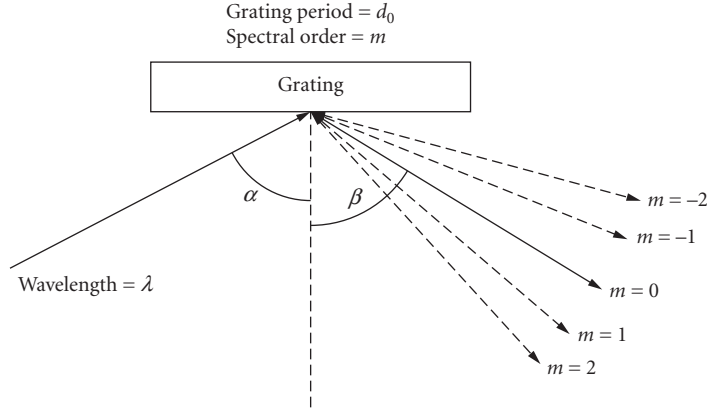 Grating period = d₀
Spectral order = m
Grating
α
β
m = –2
m = –1
Wavelength = λ
m = 0
m = 1
m = 2